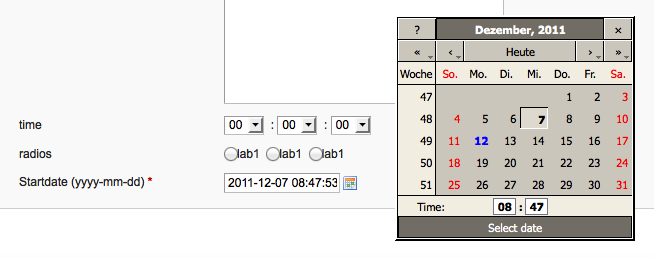 ? Dezember, 2011 ×
« ‹ Heute › »
Woche So. Mo. Di. Mi. Do. Fr. Sa.
47 1 2 3
48 4 5 6 7 8 9 10
49 11 12 13 14 15 16 17
50 18 19 20 21 22 23 24
51 25 26 27 28 29 30 31
Time: 08 : 47
Select date
time 00 : 00 : 00
radios lab1 lab1 lab1
Startdate (yyyy-mm-dd) * 2011-12-07 08:47:53